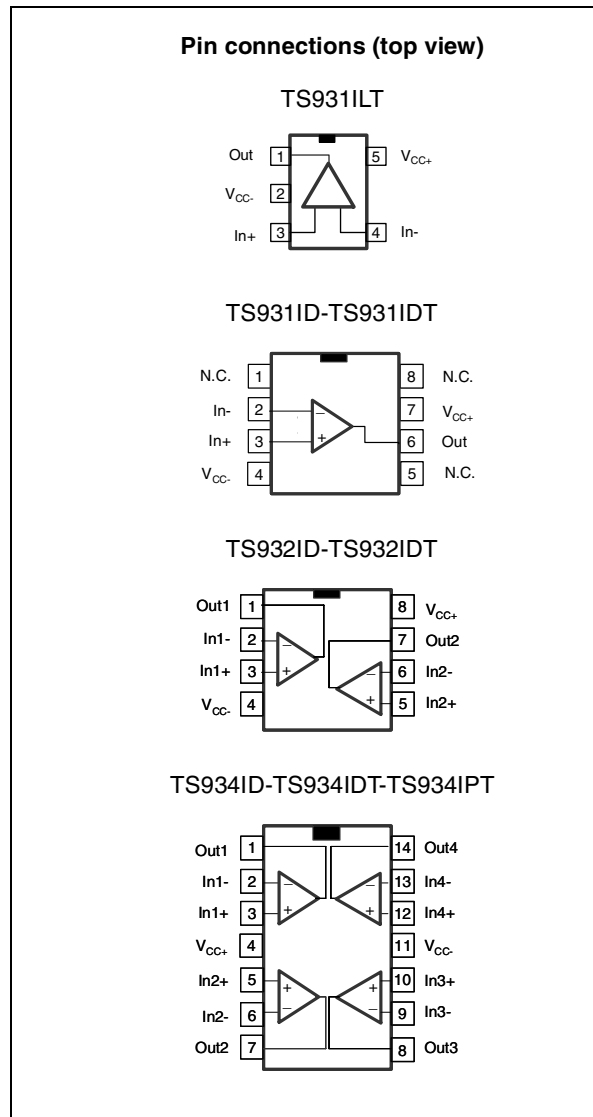 Pin connections (top view)
TS931ILT
Out 1 5 VCC+
VCC- 2
In+ 3 4 In-
TS931ID-TS931IDT
N.C. 1 8 N.C.
In- 2 − 7 VCC+
In+ 3 + 6 Out
VCC- 4 5 N.C.
TS932ID-TS932IDT
Out1 1 8 VCC+
In1- 2 − 7 Out2
In1+ 3 + − 6 In2-
VCC- 4 + 5 In2+
TS934ID-TS934IDT-TS934IPT
Out1 1 14 Out4
In1- 2 − − 13 In4-
In1+ 3 + + 12 In4+
VCC+ 4 11 VCC-
In2+ 5 + + 10 In3+
In2- 6 − − 9 In3-
Out2 7 8 Out3